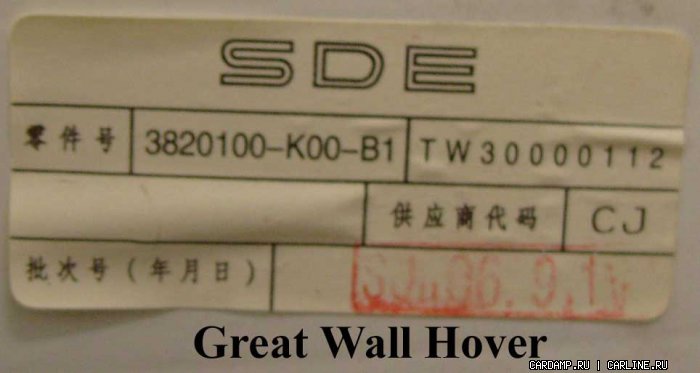 SDE
零件号 3820100-K00-B1 TW30000112
供应商代码 CJ
批次号(年月日)
Great Wall Hover
CARDAMP.RU | CARLINE.RU